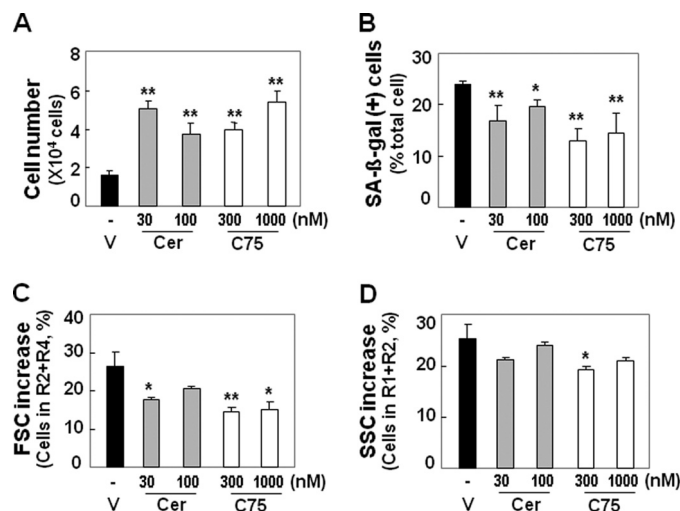 A
Cell number
(X10⁴ cells)
8
6
4
2
0
**
**
**
**
- 30 100 300 1000 (nM)
V Cer C75
B
SA-ß-gal (+) cells
(% total cell)
30
20
10
0
**
*
**
**
- 30 100 300 1000 (nM)
V Cer C75
C
FSC increase
(Cells in R2+R4, %)
40
30
20
10
0
*
**
*
- 30 100 300 1000 (nM)
V Cer C75
D
SSC increase
(Cells in R1+R2, %)
30
20
10
0
*
- 30 100 300 1000 (nM)
V Cer C75